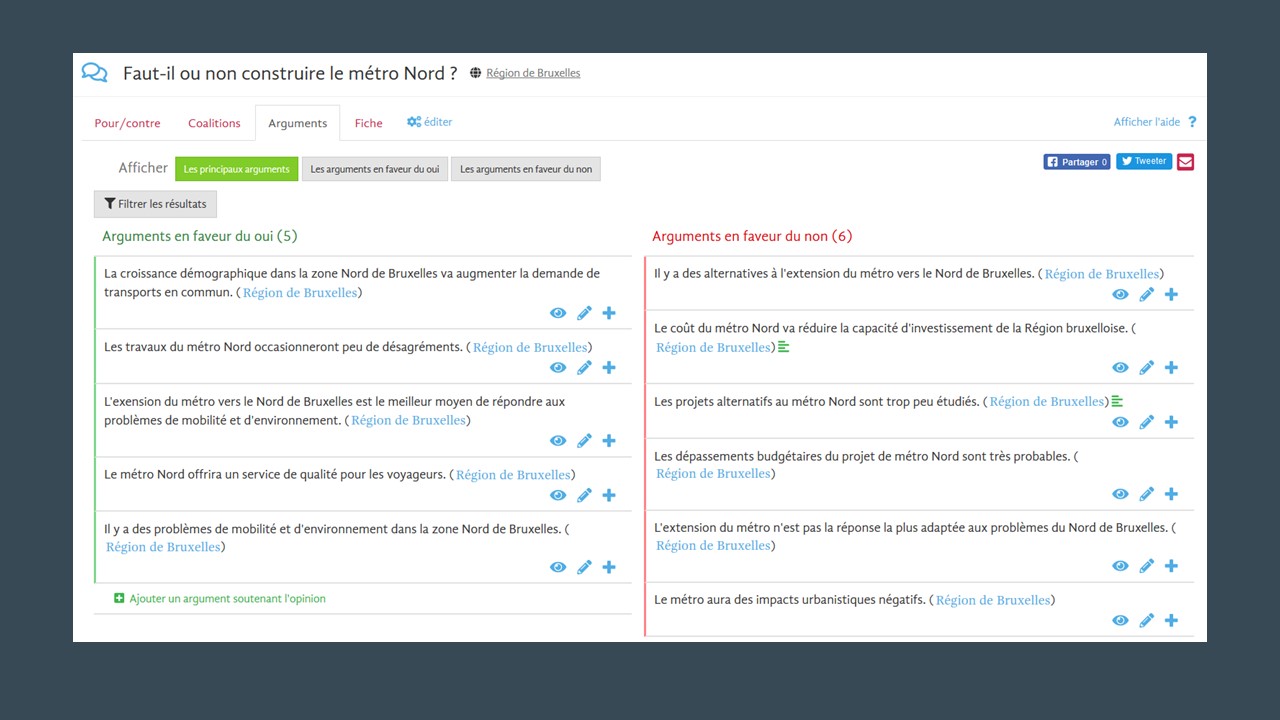 Faut-il ou non construire le métro Nord ? Région de Bruxelles
Pour/contre Coalitions Arguments Fiche éditer Afficher l'aide ?
Afficher Les principaux arguments Les arguments en faveur du oui Les arguments en faveur du non Partager 0 Tweeter
Filtrer les résultats
Arguments en faveur du oui (5)
La croissance démographique dans la zone Nord de Bruxelles va augmenter la demande de
transports en commun. (Région de Bruxelles)
Les travaux du métro Nord occasionneront peu de désagréments. (Région de Bruxelles)
L'exension du métro vers le Nord de Bruxelles est le meilleur moyen de répondre aux
problèmes de mobilité et d'environnement. (Région de Bruxelles)
Le métro Nord offrira un service de qualité pour les voyageurs. (Région de Bruxelles)
Il y a des problèmes de mobilité et d'environnement dans la zone Nord de Bruxelles. (
Région de Bruxelles)
Ajouter un argument soutenant l'opinion
Arguments en faveur du non (6)
Il y a des alternatives à l'extension du métro vers le Nord de Bruxelles. (Région de Bruxelles)
Le coût du métro Nord va réduire la capacité d'investissement de la Région bruxelloise. (
Région de Bruxelles)
Les projets alternatifs au métro Nord sont trop peu étudiés. (Région de Bruxelles)
Les dépassements budgétaires du projet de métro Nord sont très probables. (
Région de Bruxelles)
L'extension du métro n'est pas la réponse la plus adaptée aux problèmes du Nord de Bruxelles. (
Région de Bruxelles)
Le métro aura des impacts urbanistiques négatifs. (Région de Bruxelles)